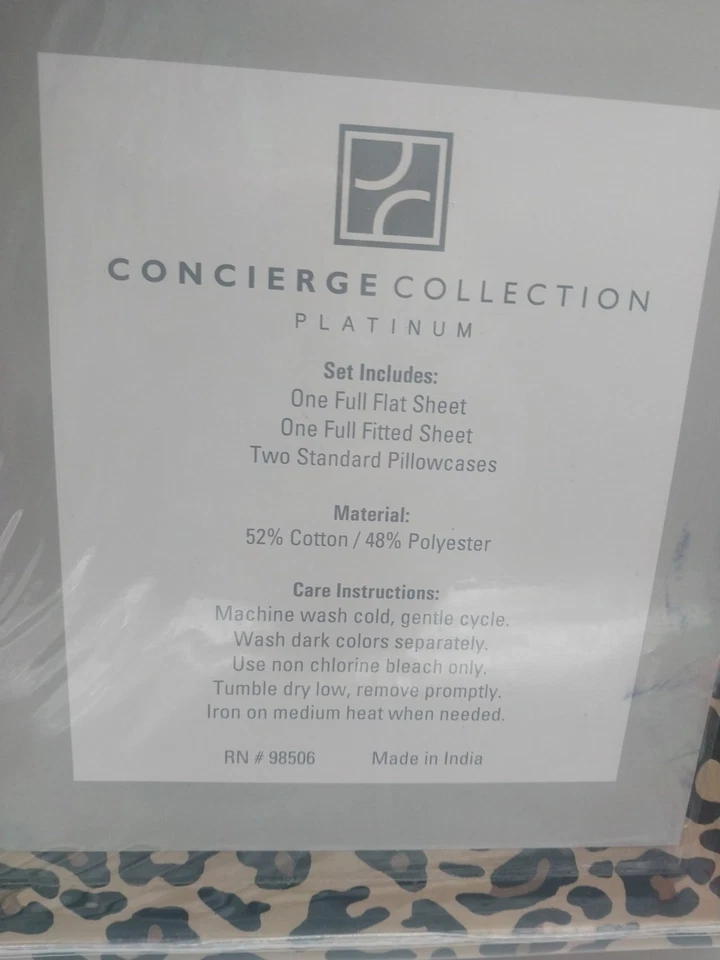 CONCIERGE COLLECTION
PLATINUM
Set Includes:
One Full Flat Sheet
One Full Fitted Sheet
Two Standard Pillowcases
Material:
52% Cotton / 48% Polyester
Care Instructions:
Machine wash cold, gentle cycle.
Wash dark colors separately.
Use non chlorine bleach only.
Tumble dry low, remove promptly.
Iron on medium heat when needed.
RN # 98506 Made in India